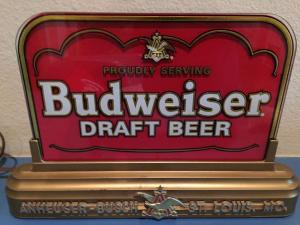 PROUDLY SERVING
Budweiser
DRAFT BEER
ANHEUSER-BUSCH ST. LOUIS, MO.